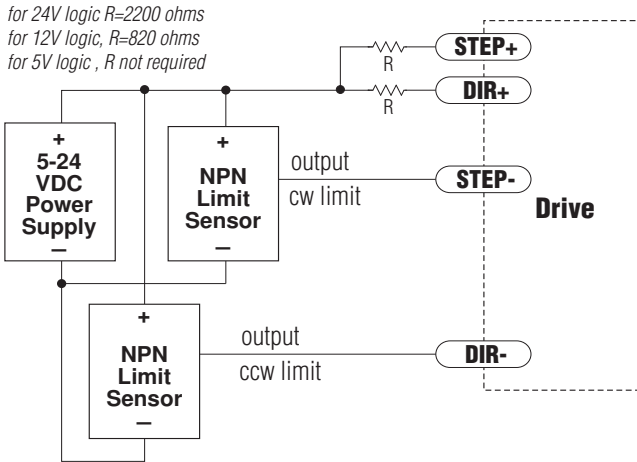 for 24V logic R=2200 ohms
for 12V logic, R=820 ohms
for 5V logic , R not required
STEP+
R
DIR+
R
+
5-24
VDC
Power
Supply
–
+
NPN
Limit
Sensor
–
output
cw limit
STEP-
Drive
+
NPN
Limit
Sensor
–
output
ccw limit
DIR-